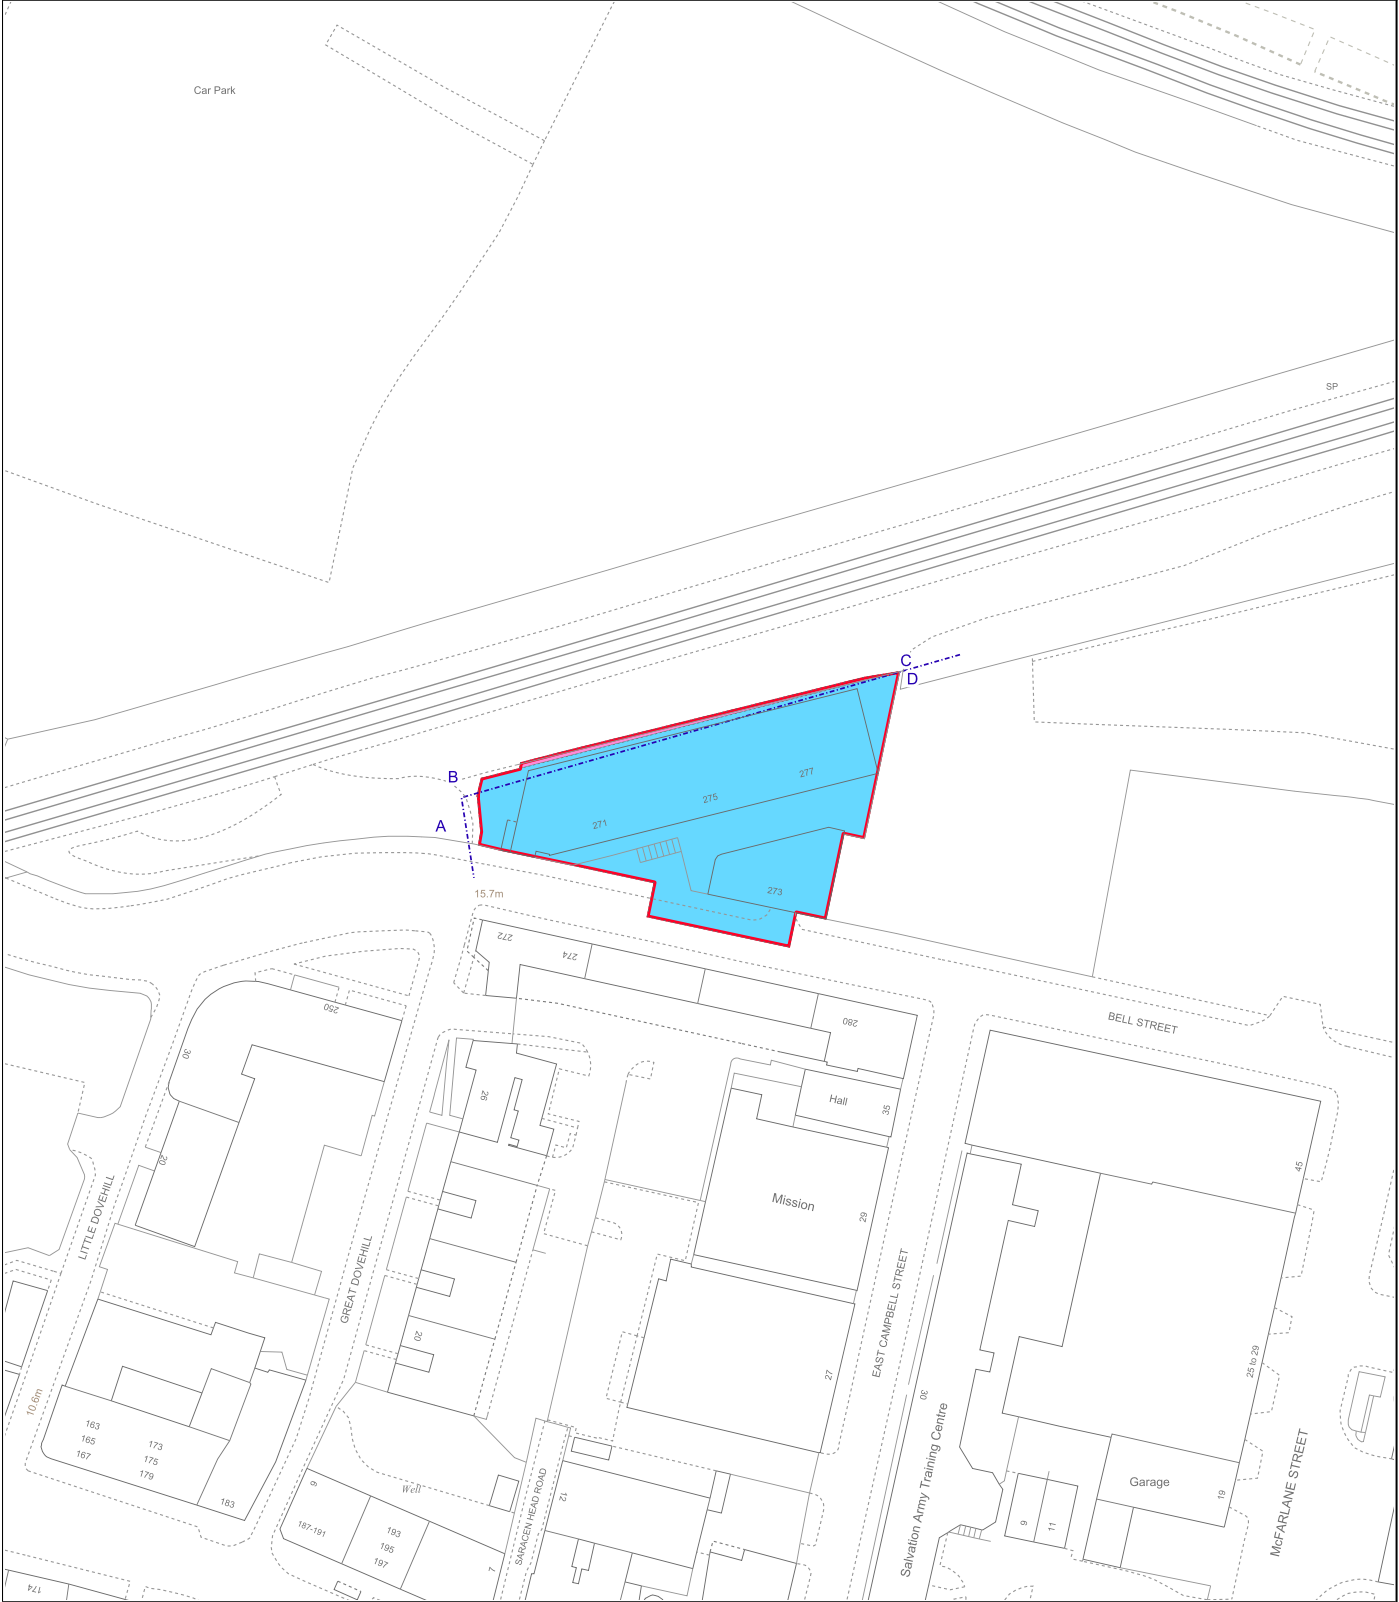 Car Park
SP
C
D
B
A
277
275
271
273
15.7m
272
274
280
250
BELL STREET
30
26
Hall
35
20
45
Mission
29
LITTLE DOVEHILL
GREAT DOVEHILL
EAST CAMPBELL STREET
20
27
25 to 29
30
10.6m
163
165
167
173
175
179
183
Salvation Army Training Centre
McFARLANE STREET
Garage
19
Well
6
187-191
193
195
197
SARACEN HEAD ROAD
12
9
11
7
174